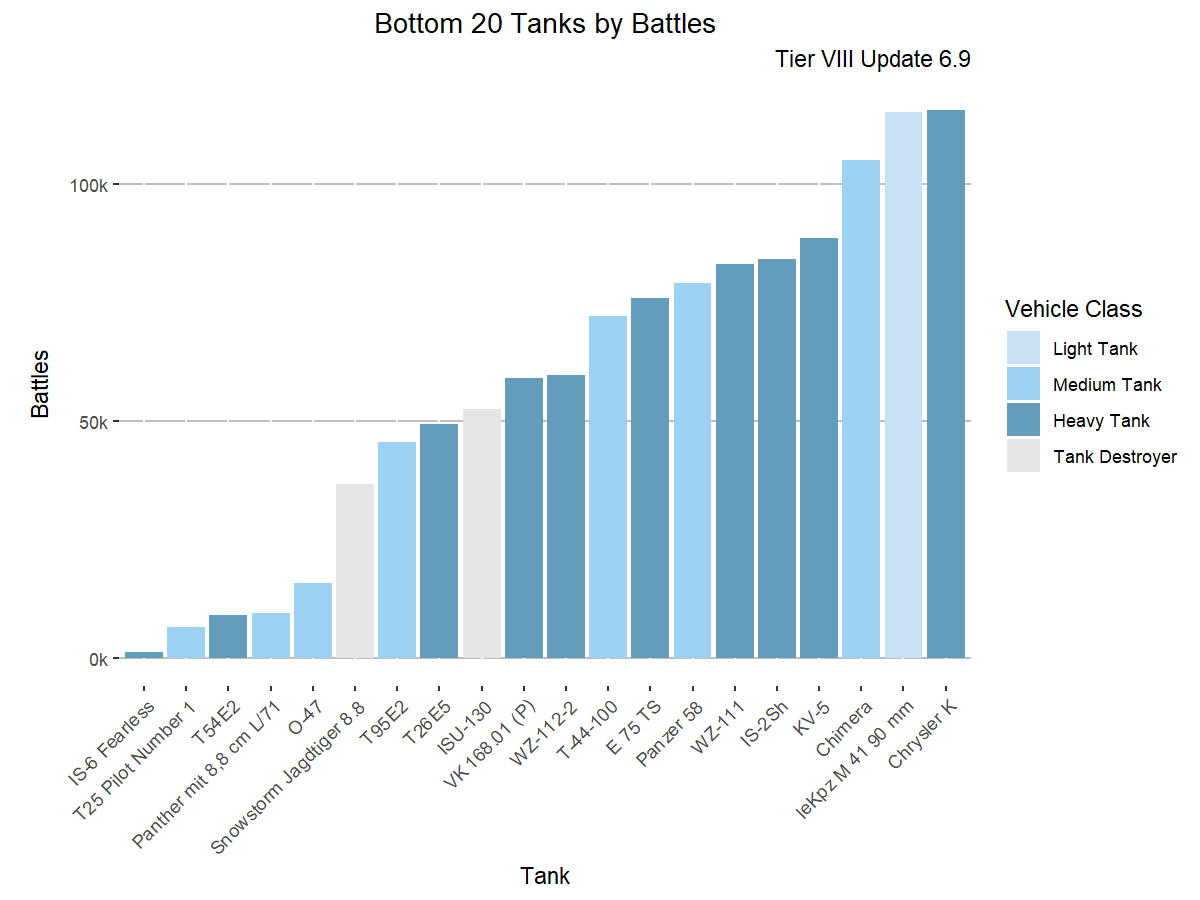 Bottom 20 Tanks by Battles
Tier VIII Update 6.9
Battles
100k
50k
0k
IS-6 Fearless
T25 Pilot Number 1
T54E2
Panther mit 8,8 cm L/71
O-47
Snowstorm Jagdtiger 8.8
T95E2
T26E5
ISU-130
VK 168.01 (P)
WZ-112-2
T-44-100
E 75 TS
Panzer 58
WZ-111
IS-2Sh
KV-5
Chimera
leKpz M 41 90 mm
Chrysler K
Tank
Vehicle Class
Light Tank
Medium Tank
Heavy Tank
Tank Destroyer